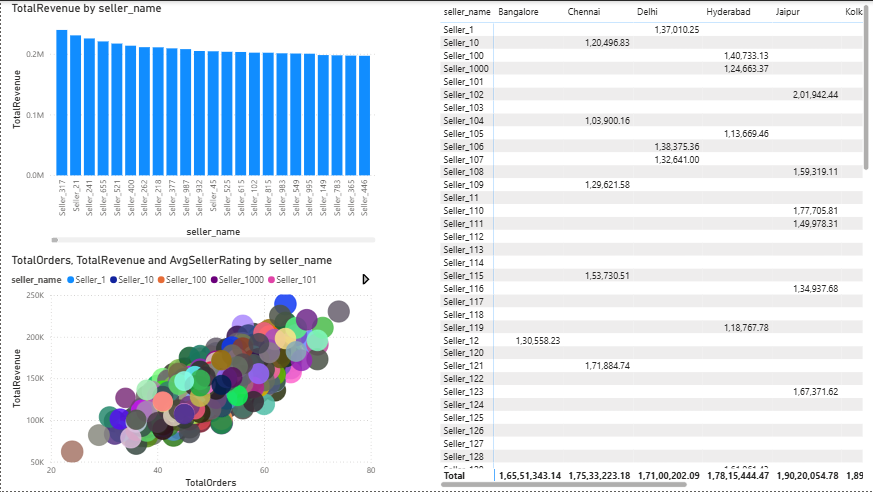 TotalRevenue by seller_name
0.2M
0.1M
0.0M
TotalRevenue
Seller_317
Seller_21
Seller_241
Seller_655
Seller_521
Seller_400
Seller_262
Seller_218
Seller_377
Seller_987
Seller_932
Seller_45
Seller_525
Seller_615
Seller_102
Seller_815
Seller_983
Seller_549
Seller_995
Seller_149
Seller_783
Seller_365
Seller_446
seller_name
TotalOrders, TotalRevenue and AvgSellerRating by seller_name
seller_name Seller_1 Seller_10 Seller_100 Seller_1000 Seller_101
250K
200K
150K
100K
50K
TotalRevenue
20 40 60 80
TotalOrders
seller_name Bangalore Chennai Delhi Hyderabad Jaipur Kolk
Seller_1 1,37,010.25
Seller_10 1,20,496.83
Seller_100 1,40,733.13
Seller_1000 1,24,663.37
Seller_101
Seller_102 2,01,942.44
Seller_103
Seller_104 1,03,900.16
Seller_105 1,13,669.46
Seller_106 1,38,375.36
Seller_107 1,32,641.00
Seller_108 1,59,319.11
Seller_109 1,29,621.58
Seller_11
Seller_110 1,77,705.81
Seller_111 1,49,978.31
Seller_112
Seller_113
Seller_114
Seller_115 1,53,730.51
Seller_116 1,34,937.68
Seller_117
Seller_118
Seller_119 1,18,767.78
Seller_12 1,30,558.23
Seller_120
Seller_121 1,71,884.74
Seller_122
Seller_123 1,67,371.62
Seller_124
Seller_125
Seller_126
Seller_127
Seller_128
Total 1,65,51,343.14 1,75,33,223.18 1,71,00,202.09 1,78,15,444.47 1,90,20,054.78 1,89